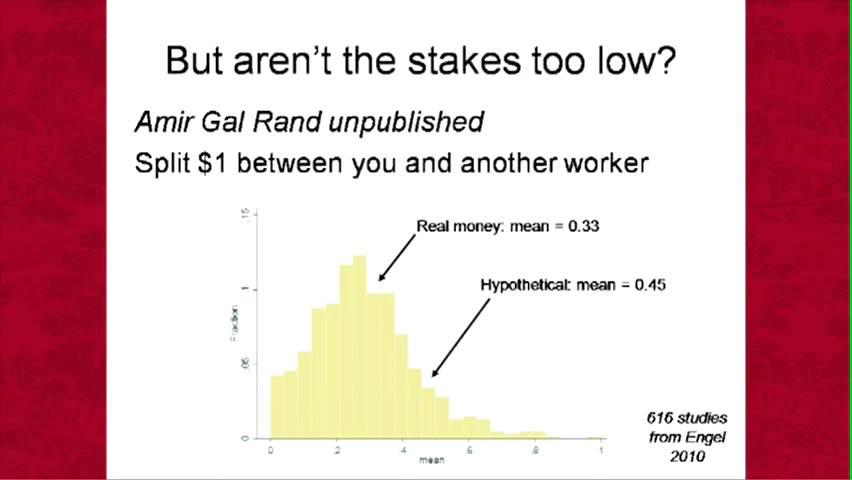 But aren't the stakes too low?
Amir Gal Rand unpublished
Split $1 between you and another worker
Real money: mean = 0.33
Hypothetical: mean = 0.45
.15
.1
.05
0
Fraction
0 .2 .4 .6 .8 1
mean
616 studies
from Engel
2010